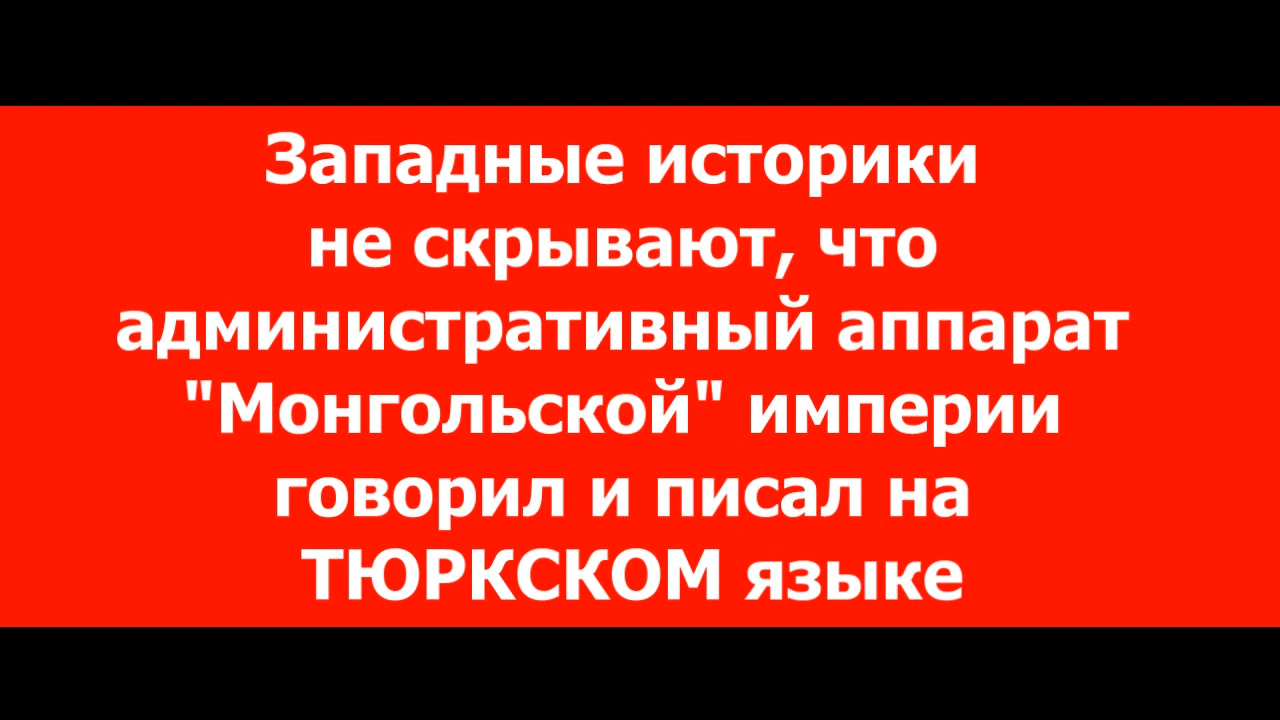 Западные историки
не скрывают, что
административный аппарат
"Монгольской" империи
говорил и писал на
ТЮРКСКОМ языке